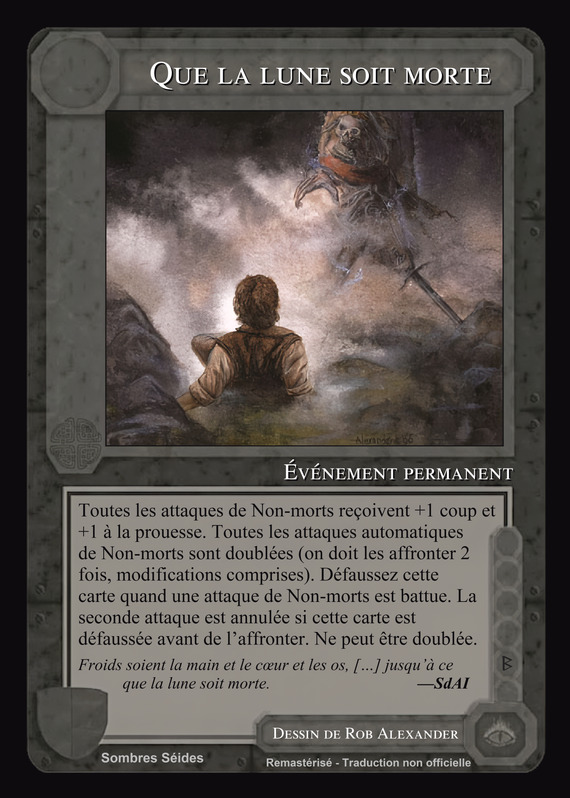 Que la lune soit morte
Événement permanent
Toutes les attaques de Non-morts reçoivent +1 coup et
+1 à la prouesse. Toutes les attaques automatiques
de Non-morts sont doublées (on doit les affronter 2
fois, modifications comprises). Défaussez cette
carte quand une attaque de Non-morts est battue. La
seconde attaque est annulée si cette carte est
défaussée avant de l’affronter. Ne peut être doublée.
Froids soient la main et le cœur et les os, […] jusqu’à ce
que la lune soit morte. —SdAI
Dessin de Rob Alexander
Sombres Séides
Remastérisé - Traduction non officielle